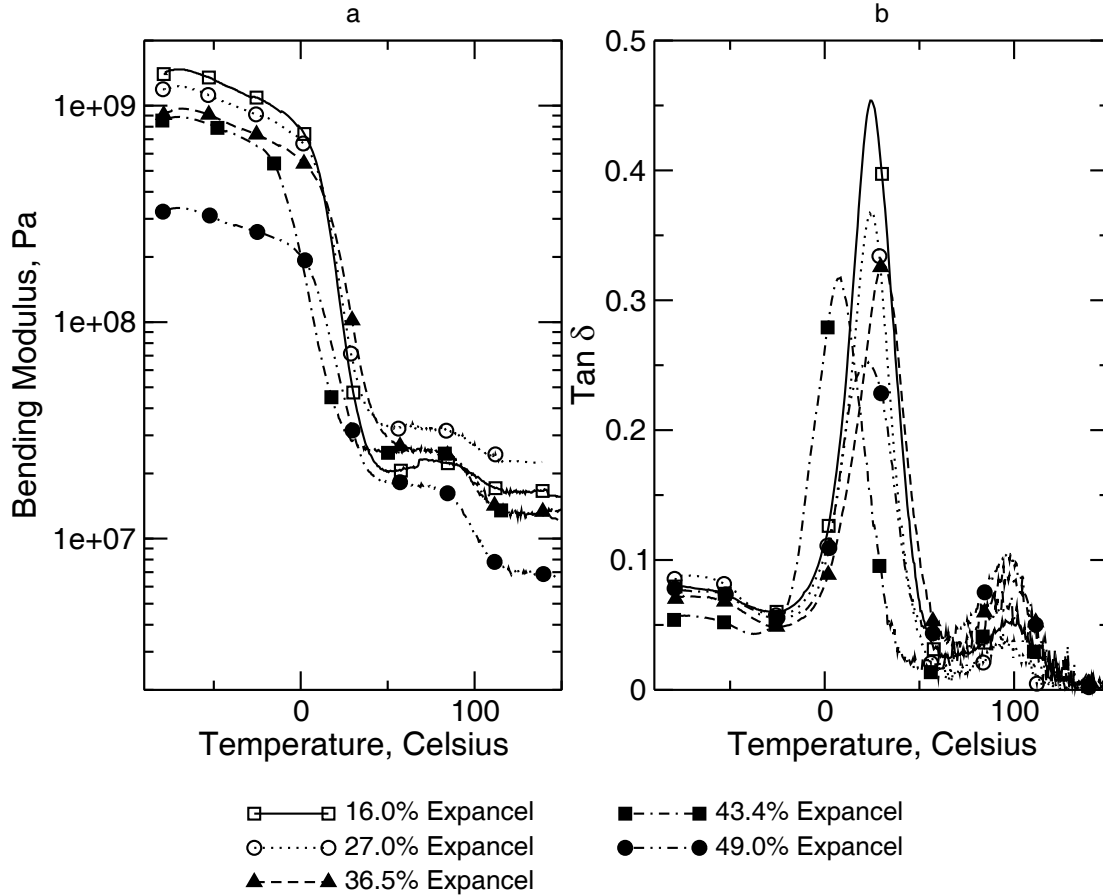 a
b
Bending Modulus, Pa
1e+09
1e+08
1e+07
0
100
Temperature, Celsius
Tan δ
0.5
0.4
0.3
0.2
0.1
0
0
100
Temperature, Celsius
16.0% Expancel
27.0% Expancel
36.5% Expancel
43.4% Expancel
49.0% Expancel